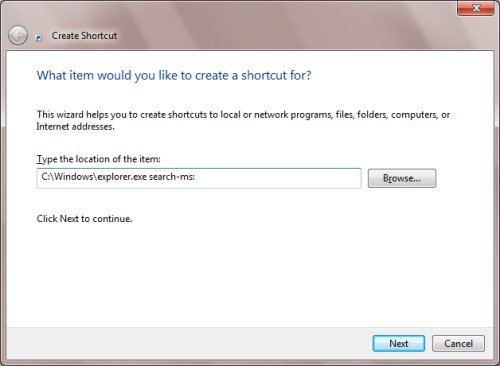 Create Shortcut
What item would you like to create a shortcut for?
This wizard helps you to create shortcuts to local or network programs, files, folders, computers, or
Internet addresses.
Type the location of the item:
C:\Windows\explorer.exe search-ms:
Browse...
Click Next to continue.
Next
Cancel